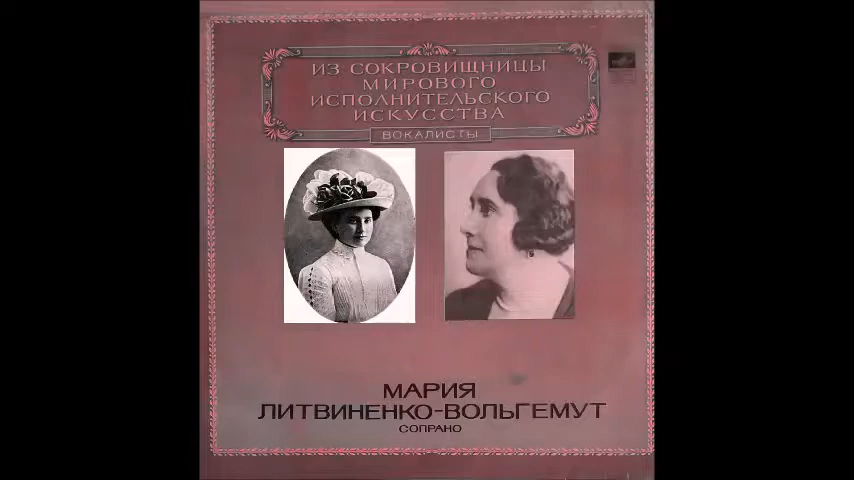 ИЗ СОКРОВИЩНИЦЫ
МИРОВОГО
ИСПОЛНИТЕЛЬСКОГО
ИСКУССТВА
ВОКАЛИСТЫ
МАРИЯ
ЛИТВИНЕНКО-ВОЛЬГЕМУТ
СОПРАНО